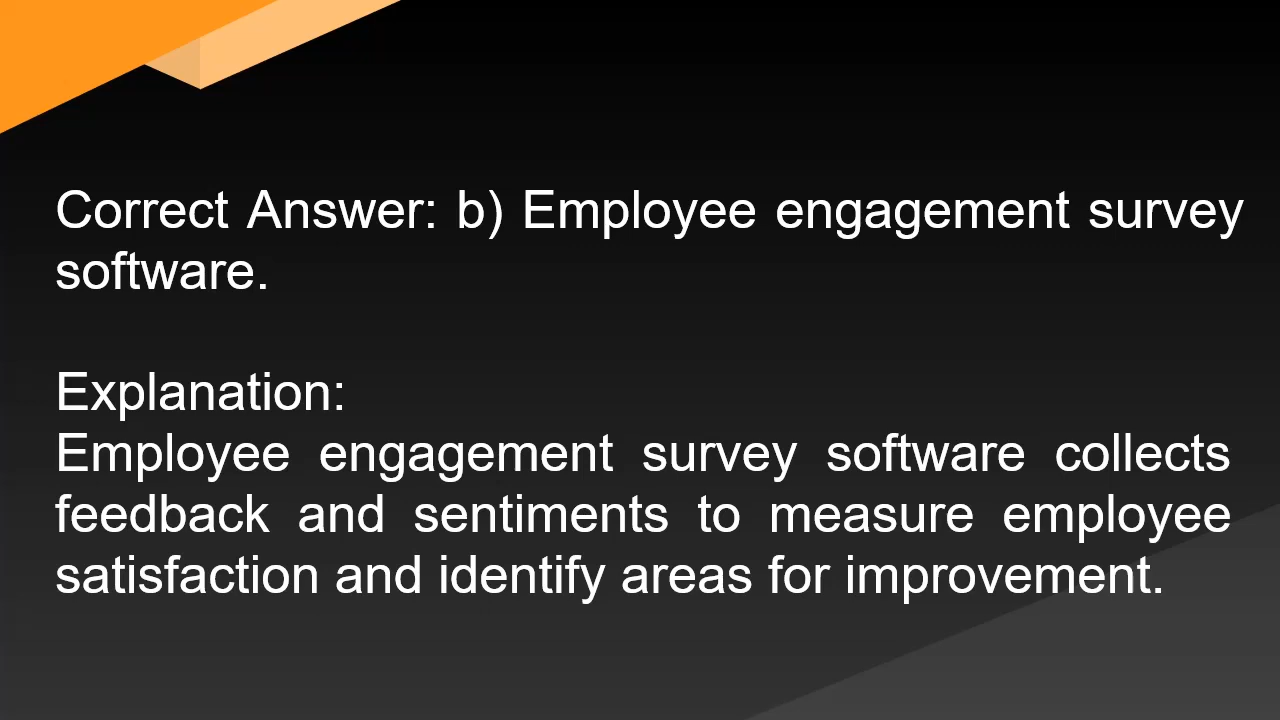 Correct Answer: b) Employee engagement survey
software.
Explanation:
Employee engagement survey software collects
feedback and sentiments to measure employee
satisfaction and identify areas for improvement.